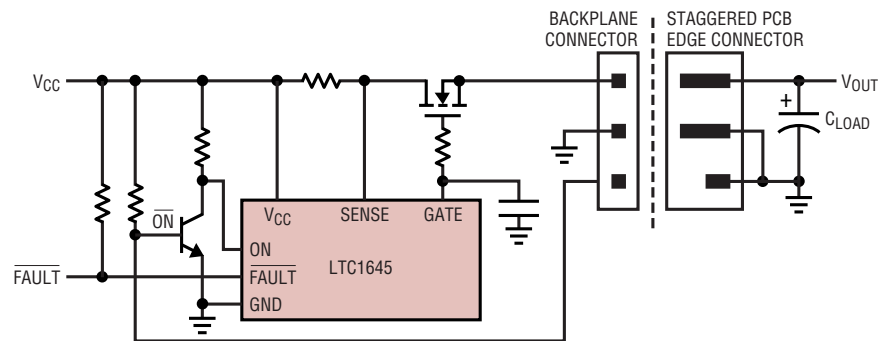 BACKPLANE
CONNECTOR
STAGGERED PCB
EDGE CONNECTOR
VCC
VOUT
+
CLOAD
ON
VCC
SENSE
GATE
ON
FAULT
FAULT
LTC1645
GND